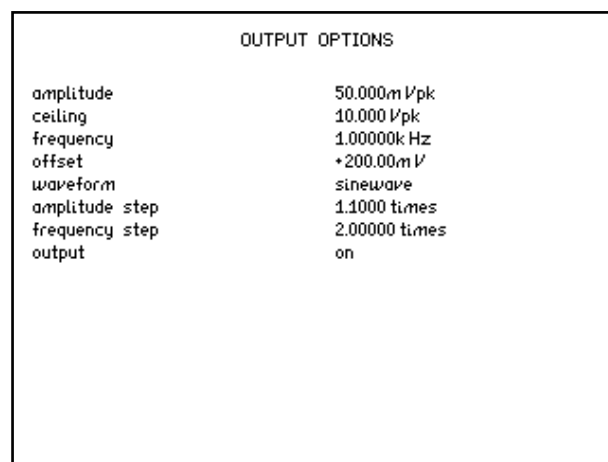 OUTPUT OPTIONS
amplitude 50.000m Vpk
ceiling 10.000 Vpk
frequency 1.00000k Hz
offset +200.00m V
waveform sinewave
amplitude step 1.1000 times
frequency step 2.00000 times
output on